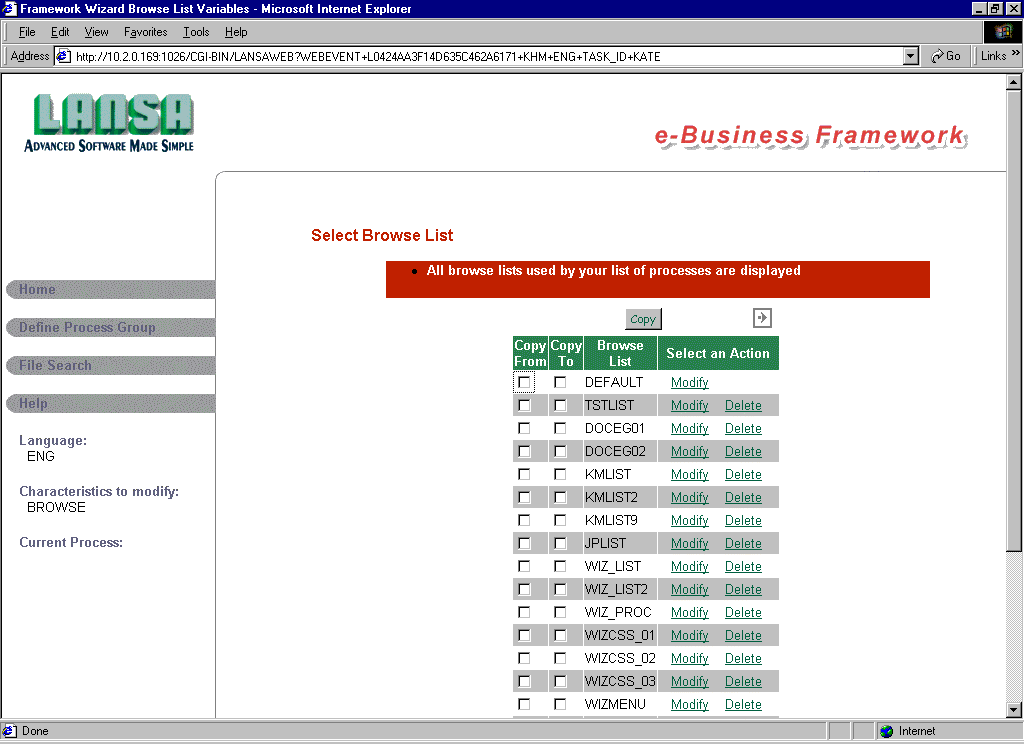 Framework Wizard Browse List Variables - Microsoft Internet Explorer
File Edit View Favorites Tools Help
Address http://10.2.0.169:1026/CGI-BIN/LANSAWEB?WEBEVENT+L0424AA3F14D635C462A6171+KHM+ENG+TASK_ID+KATE Go Links »
LANSA
ADVANCED SOFTWARE MADE SIMPLE
e-Business Framework
Select Browse List
• All browse lists used by your list of processes are displayed
Home
Define Process Group
File Search
Help
Language:
ENG
Characteristics to modify:
BROWSE
Current Process:
Copy
Copy From Copy To Browse List Select an Action
DEFAULT Modify
TSTLIST Modify Delete
DOCEG01 Modify Delete
DOCEG02 Modify Delete
KMLIST Modify Delete
KMLIST2 Modify Delete
KMLIST9 Modify Delete
JPLIST Modify Delete
WIZ_LIST Modify Delete
WIZ_LIST2 Modify Delete
WIZ_PROC Modify Delete
WIZCSS_01 Modify Delete
WIZCSS_02 Modify Delete
WIZCSS_03 Modify Delete
WIZMENU Modify Delete
Done Internet